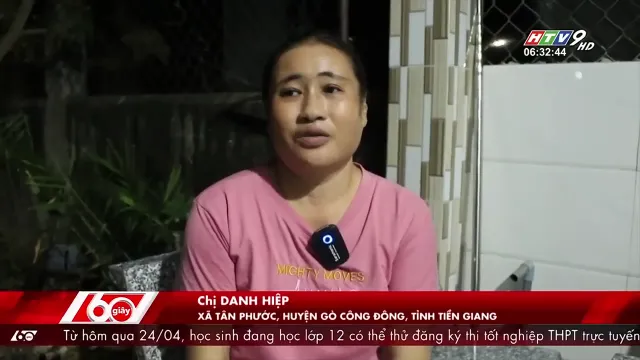 HTV9 HD
06:32:44
MIGHTY MOVES
60 giây
Chị DANH HIỆP
XÃ TÂN PHƯỚC, HUYỆN GÒ CÔNG ĐÔNG, TỈNH TIỀN GIANG
60 Từ hôm qua 24/04, học sinh đang học lớp 12 có thể thử đăng ký thi tốt nghiệp THPT trực tuyến